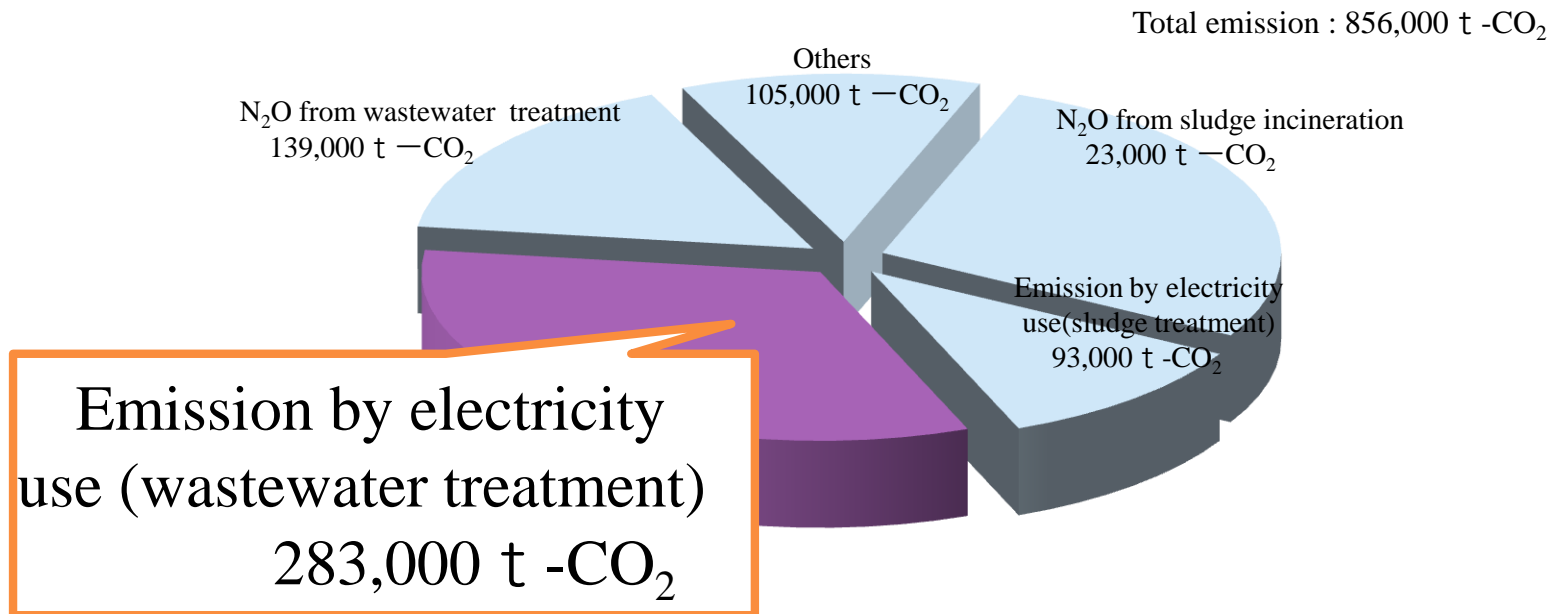 Total emission : 856,000 t -CO₂
Others
105,000 t －CO₂
N₂O from wastewater treatment
139,000 t －CO₂
N₂O from sludge incineration
23,000 t －CO₂
Emission by electricity
use(sludge treatment)
93,000 t -CO₂
Emission by electricity
use (wastewater treatment)
283,000 t -CO₂